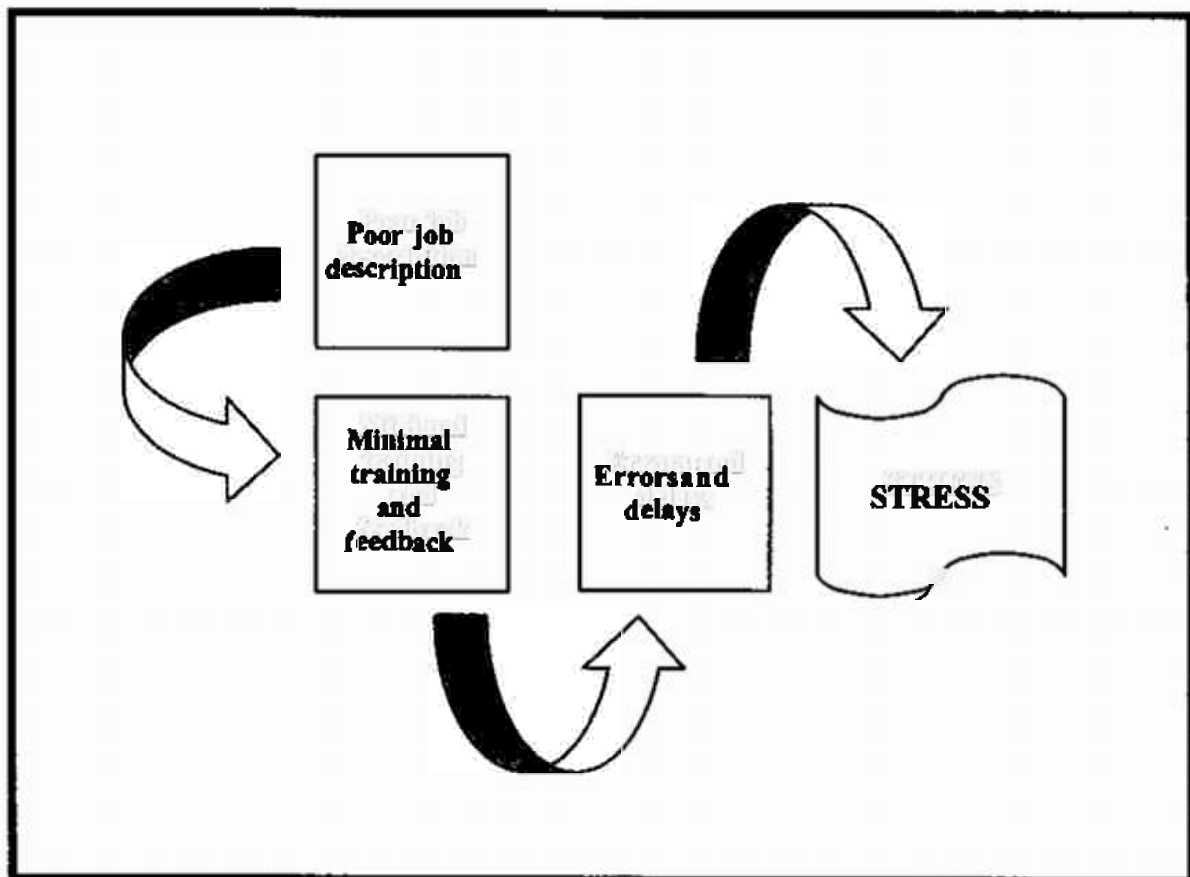 Poor job
description
Minimal
training
and
feedback
Errorsand
delays
STRESS